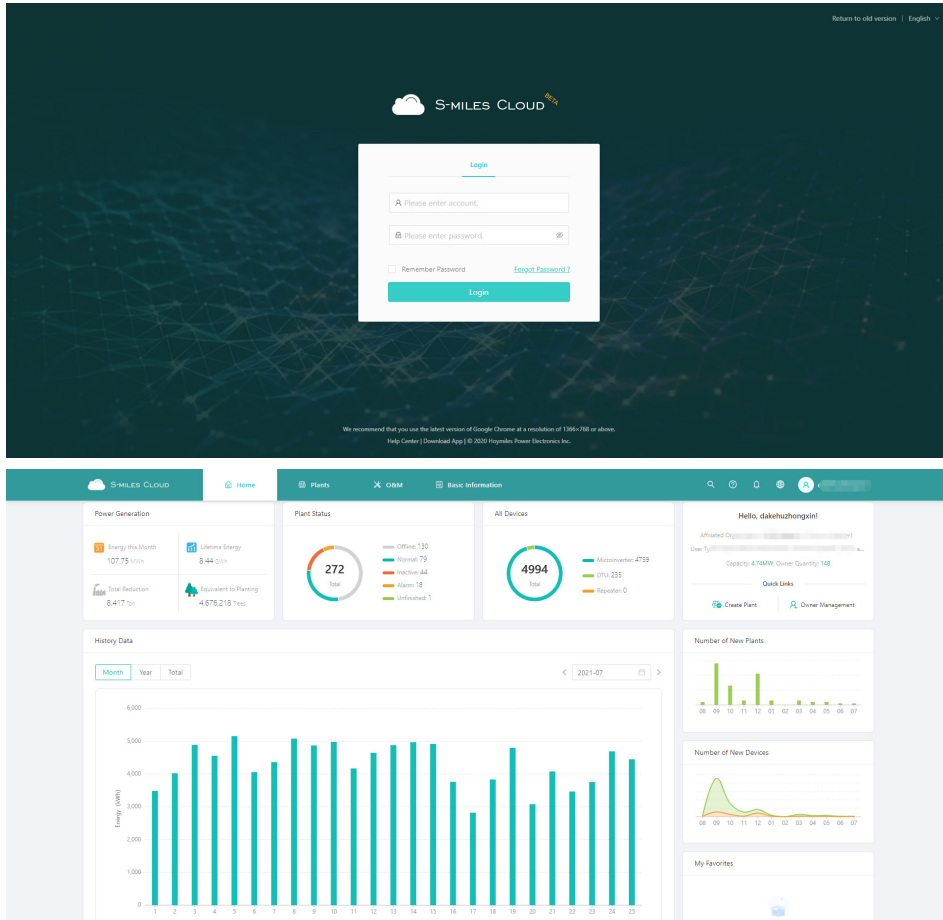 Return to old version | English
S-MILES CLOUD BETA
Login
Please enter account.
Please enter password.
Remember Password Forgot Password ?
Login
We recommend that you use the latest version of Google Chrome at a resolution of 1366×768 or above.
Help Center | Download App | © 2020 Hoymiles Power Electronics Inc.
S-MILES CLOUD Home Plants O&M Basic Information
Power Generation
Energy this Month
107.75 MWh
Lifetime Energy
8.44 GWh
Total Reduction
8,417 Ton
Equivalent to Planting
4,676,218 Trees
Plant Status
272
Total
Offline: 130
Normal: 79
Inactive: 44
Alarm: 18
Unfinished: 1
All Devices
4994
Total
Microinverter: 4759
DTU: 235
Repeater: 0
Hello, dakehuzhongxin!
Affiliated Org
User Ty a...
Capacity: 4.74MW, Owner Quantity: 148
Quick Links
Create Plant Owner Management
History Data
Month Year Total
< 2021-07 >
6,000
5,000
4,000
3,000
2,000
1,000
0
Energy (kWh)
1 2 3 4 5 6 7 8 9 10 11 12 13 14 15 16 17 18 19 20 21 22 23 24 25
Number of New Plants
08 09 10 11 12 01 02 03 04 05 06 07
Number of New Devices
08 09 10 11 12 01 02 03 04 05 06 07
My Favorites